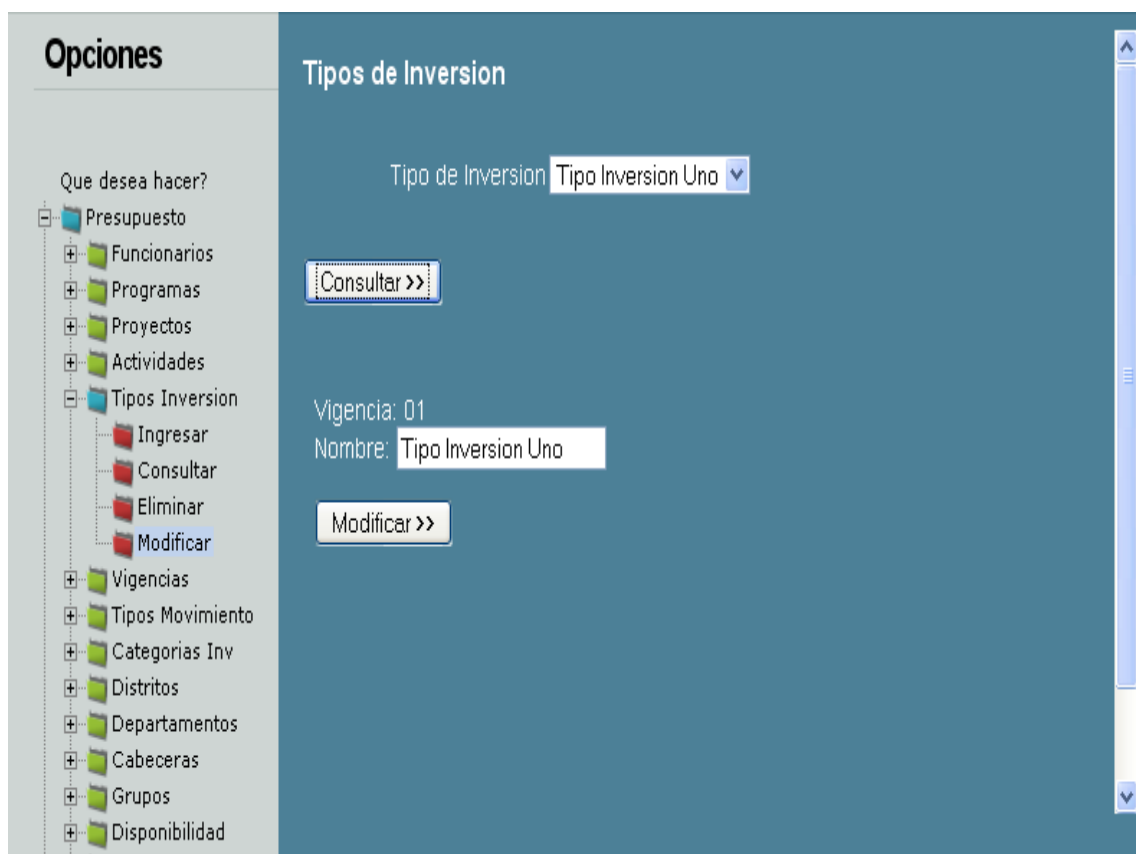 Opciones
Que desea hacer?
Presupuesto
Funcionarios
Programas
Proyectos
Actividades
Tipos Inversion
Ingresar
Consultar
Eliminar
Modificar
Vigencias
Tipos Movimiento
Categorias Inv
Distritos
Departamentos
Cabeceras
Grupos
Disponibilidad
Tipos de Inversion
Tipo de Inversion Tipo Inversion Uno
Consultar >>
Vigencia: 01
Nombre: Tipo Inversion Uno
Modificar >>